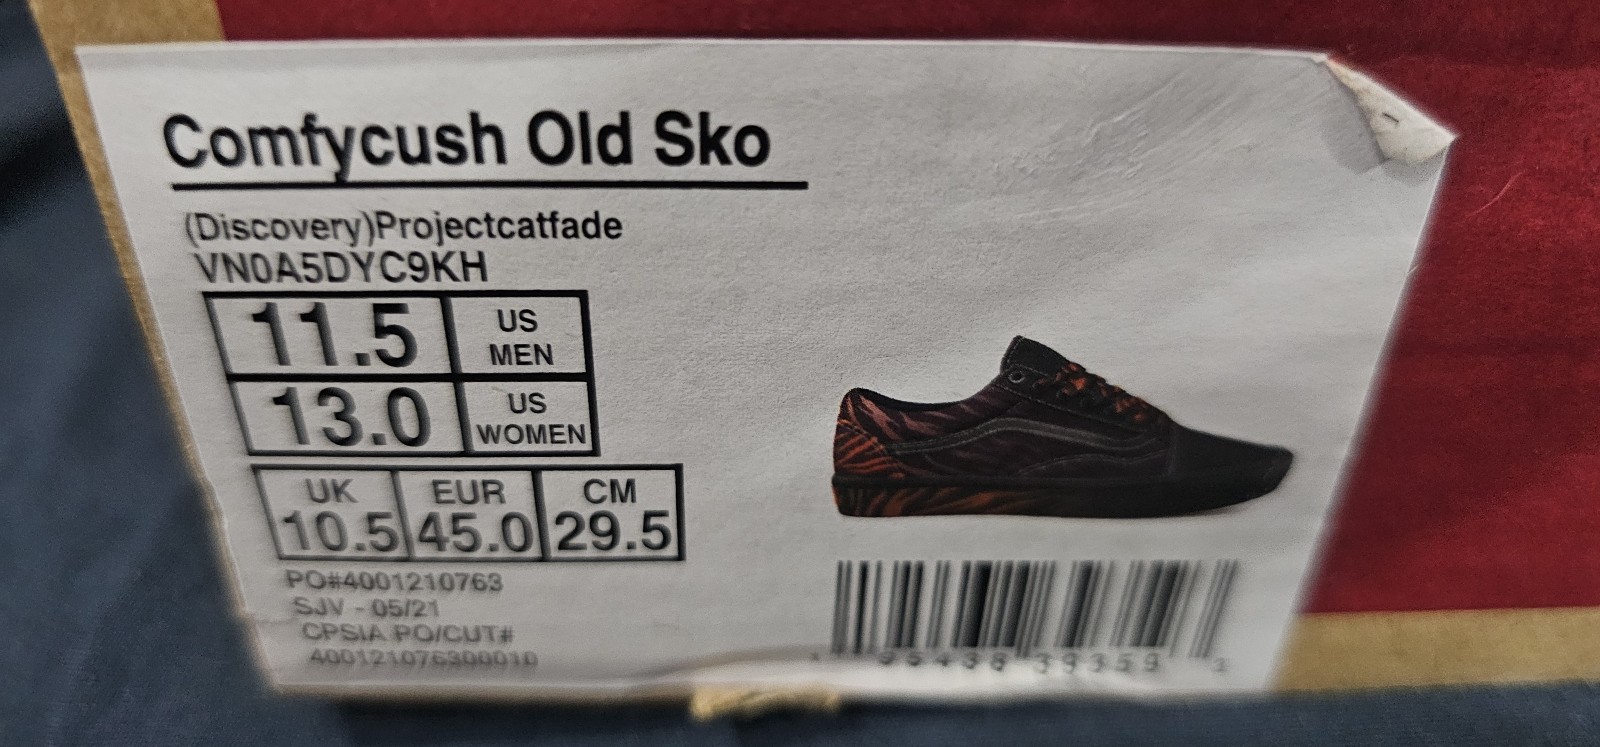 Comfycush Old Sko
(Discovery)Projectcatfade
VN0A5DYC9KH
11.5 US MEN
13.0 US WOMEN
UK EUR CM
10.5 45.0 29.5
PO#4001210763
SJV - 05/21
CPSIA PO/CUT#
400121076300010
39359